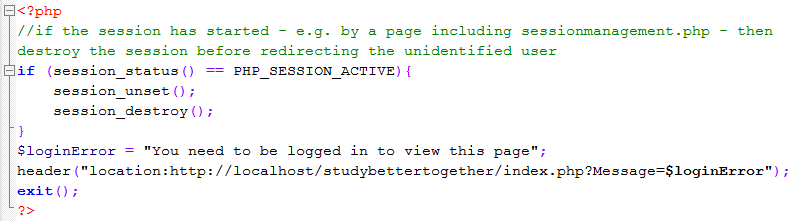 <?php
//if the session has started - e.g. by a page including sessionmanagement.php - then
destroy the session before redirecting the unidentified user
if (session_status() == PHP_SESSION_ACTIVE){
    session_unset();
    session_destroy();
}
$loginError = "You need to be logged in to view this page";
header("location:http://localhost/studybettertogether/index.php?Message=$loginError");
exit();
?>